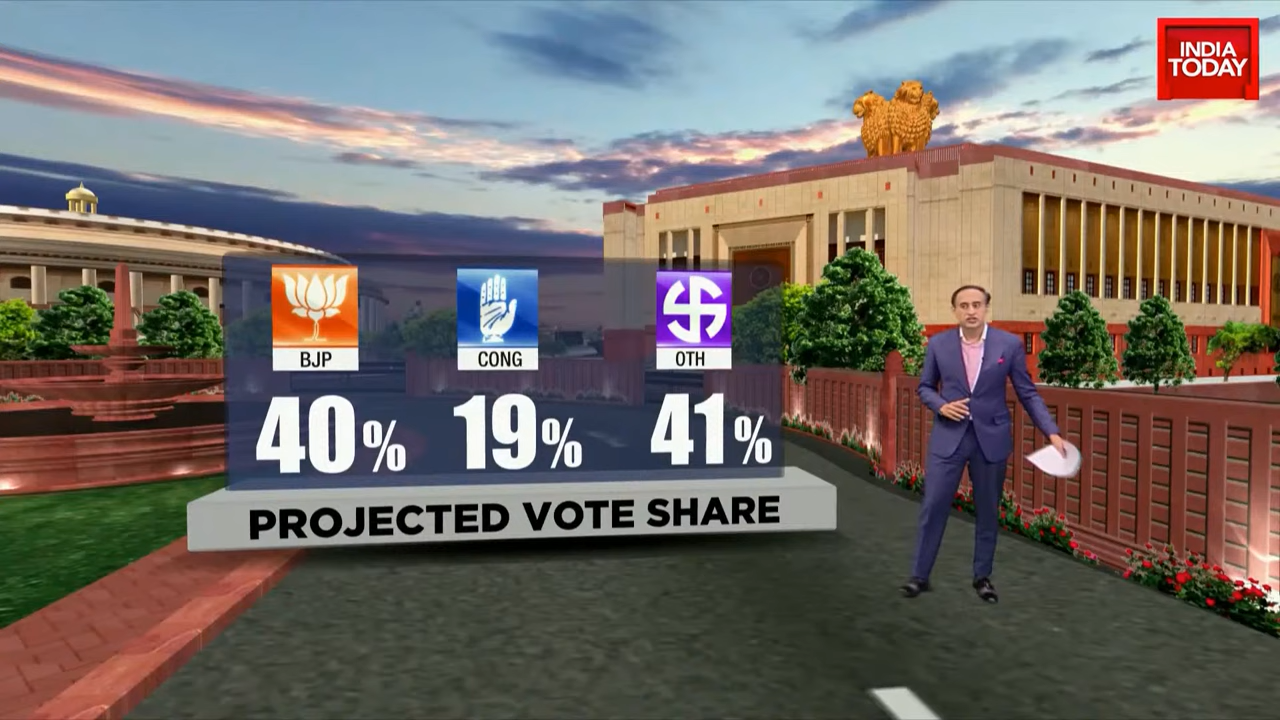 INDIA
TODAY
BJP
CONG
OTH
40%
19%
41%
PROJECTED VOTE SHARE